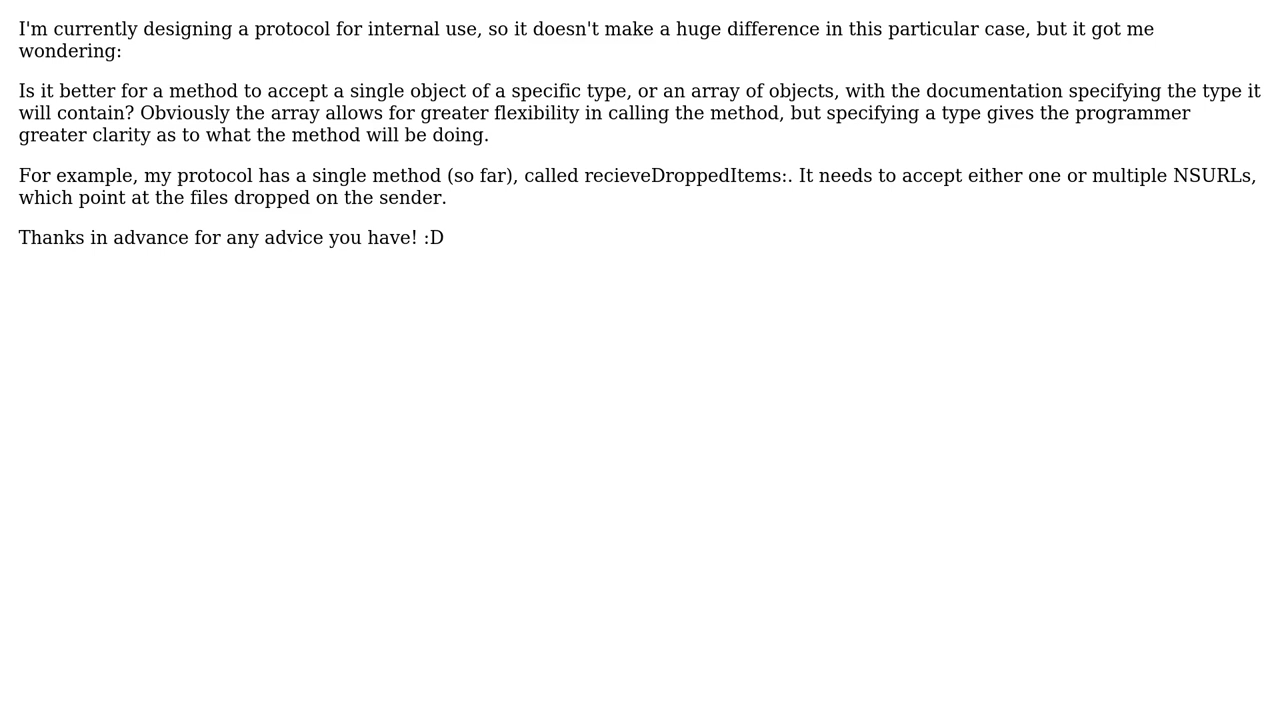 I'm currently designing a protocol for internal use, so it doesn't make a huge difference in this particular case, but it got me
wondering:
Is it better for a method to accept a single object of a specific type, or an array of objects, with the documentation specifying the type it
will contain? Obviously the array allows for greater flexibility in calling the method, but specifying a type gives the programmer
greater clarity as to what the method will be doing.
For example, my protocol has a single method (so far), called recieveDroppedItems:. It needs to accept either one or multiple NSURLs,
which point at the files dropped on the sender.
Thanks in advance for any advice you have! :D